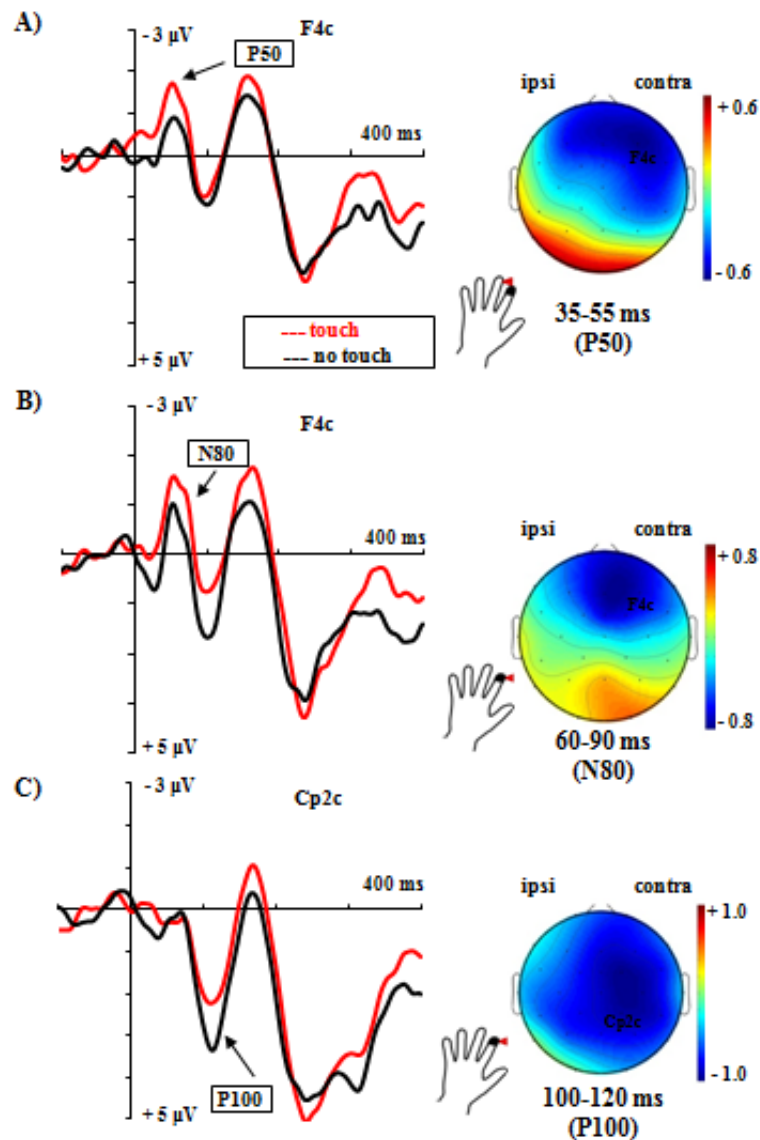 A)
- 3 µV
F4c
P50
400 ms
+ 5 µV
--- touch
--- no touch
ipsi contra
F4c
+ 0.6
- 0.6
35-55 ms
(P50)
B)
- 3 µV
F4c
N80
400 ms
+ 5 µV
ipsi contra
F4c
+ 0.8
- 0.8
60-90 ms
(N80)
C)
- 3 µV
Cp2c
400 ms
P100
+ 5 µV
ipsi contra
Cp2c
+ 1.0
- 1.0
100-120 ms
(P100)